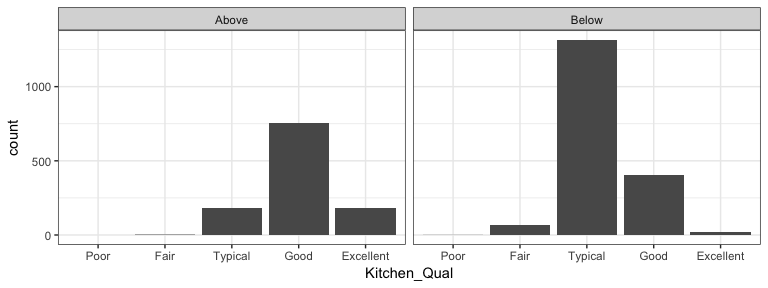 Above Below
count
1000
500
0
Poor Fair Typical Good Excellent Poor Fair Typical Good Excellent
Kitchen_Qual